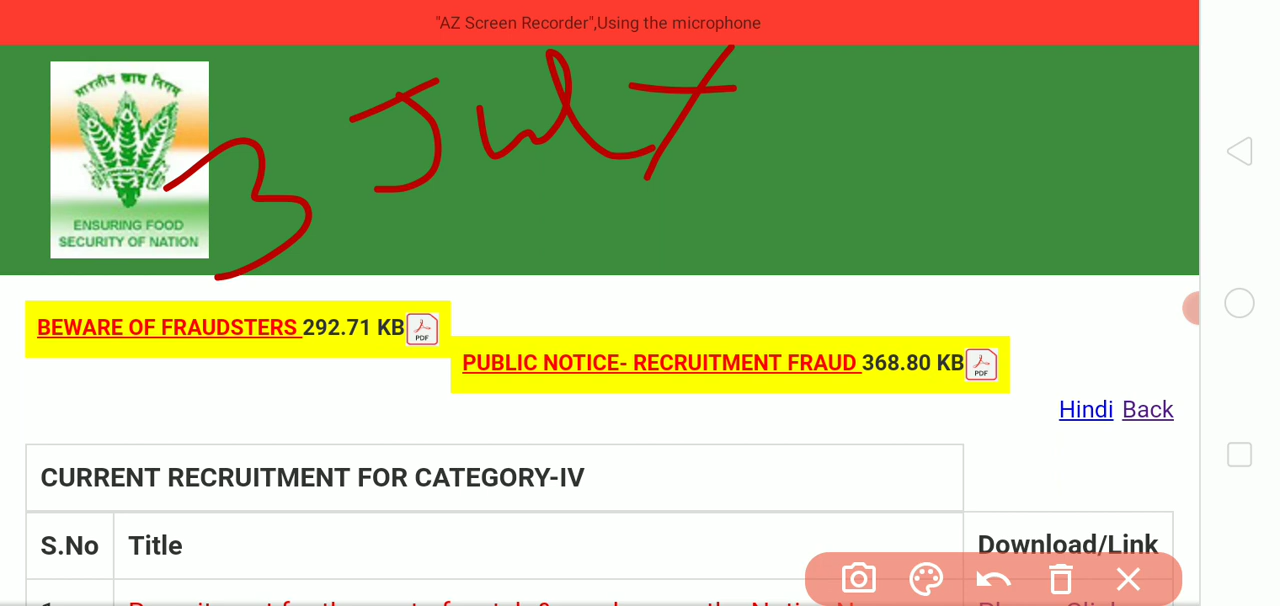 "AZ Screen Recorder",Using the microphone
भारतीय खाद्य निगम
ENSURING FOOD
SECURITY OF NATION
3 July
BEWARE OF FRAUDSTERS 292.71 KB
PDF
PUBLIC NOTICE- RECRUITMENT FRAUD 368.80 KB
PDF
Hindi Back
CURRENT RECRUITMENT FOR CATEGORY-IV
S.No Title Download/Link